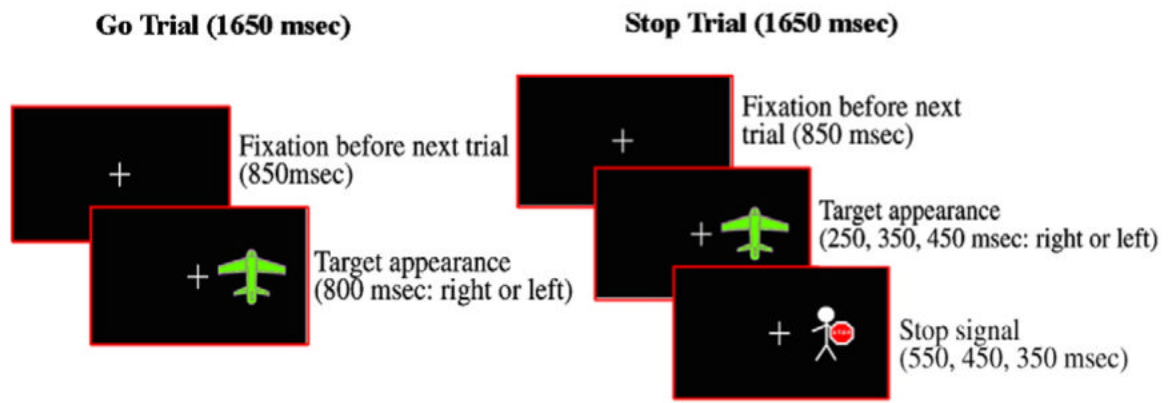 Go Trial (1650 msec)
Fixation before next trial
(850msec)
Target appearance
(800 msec: right or left)
Stop Trial (1650 msec)
Fixation before next
trial (850 msec)
Target appearance
(250, 350, 450 msec: right or left)
STOP
Stop signal
(550, 450, 350 msec)